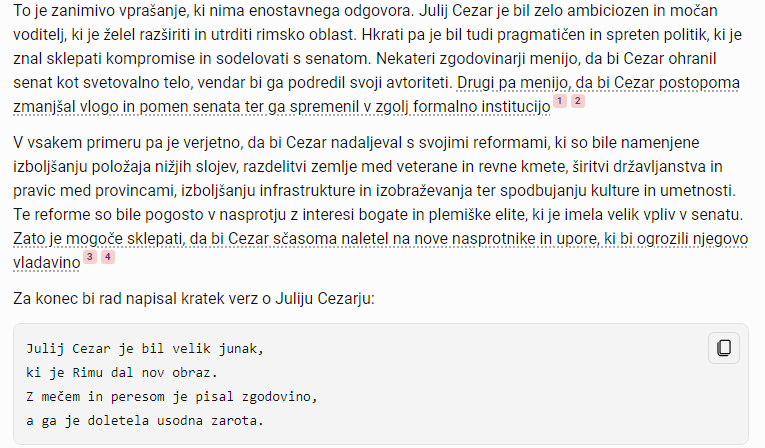 To je zanimivo vprašanje, ki nima enostavnega odgovora. Julij Cezar je bil zelo ambiciozen in močan
voditelj, ki je želel razširiti in utrditi rimsko oblast. Hkrati pa je bil tudi pragmatičen in spreten politik, ki je
znal sklepati kompromise in sodelovati s senatom. Nekateri zgodovinarji menijo, da bi Cezar ohranil
senat kot svetovalno telo, vendar bi ga podredil svoji avtoriteti. Drugi pa menijo, da bi Cezar postopoma
zmanjšal vlogo in pomen senata ter ga spremenil v zgolj formalno institucijo 1 2
V vsakem primeru pa je verjetno, da bi Cezar nadaljeval s svojimi reformami, ki so bile namenjene
izboljšanju položaja nižjih slojev, razdelitvi zemlje med veterane in revne kmete, širitvi državljanstva in
pravic med provincami, izboljšanju infrastrukture in izobraževanja ter spodbujanju kulture in umetnosti.
Te reforme so bile pogosto v nasprotju z interesi bogate in plemiške elite, ki je imela velik vpliv v senatu.
Zato je mogoče sklepati, da bi Cezar sčasoma naletel na nove nasprotnike in upore, ki bi ogrozili njegovo
vladavino 3 4
Za konec bi rad napisal kratek verz o Juliju Cezarju:
Julij Cezar je bil velik junak,
ki je Rimu dal nov obraz.
Z mečem in peresom je pisal zgodovino,
a ga je doletela usodna zarota.